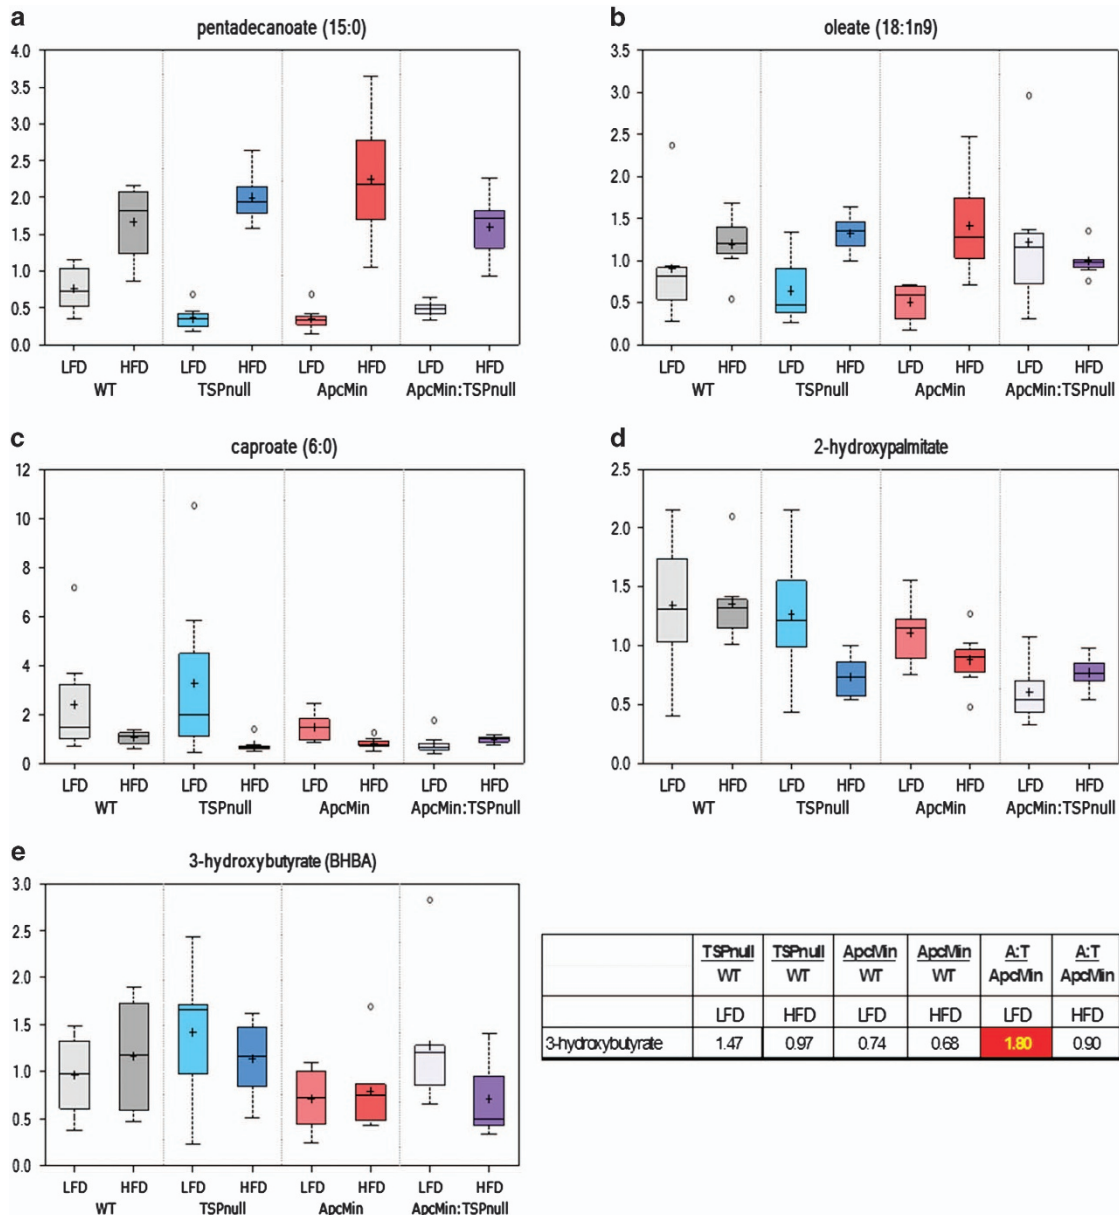 a
pentadecanoate (15:0)
4.0
3.5
3.0
2.5
2.0
1.5
1.0
0.5
0.0
LFD HFD LFD HFD LFD HFD LFD HFD
WT TSPnull ApcMin ApcMin:TSPnull
b
oleate (18:1n9)
3.5
3.0
2.5
2.0
1.5
1.0
0.5
0.0
LFD HFD LFD HFD LFD HFD LFD HFD
WT TSPnull ApcMin ApcMin:TSPnull
c
caproate (6:0)
12
10
8
6
4
2
0
LFD HFD LFD HFD LFD HFD LFD HFD
WT TSPnull ApcMin ApcMin:TSPnull
d
2-hydroxypalmitate
2.5
2.0
1.5
1.0
0.5
0.0
LFD HFD LFD HFD LFD HFD LFD HFD
WT TSPnull ApcMin ApcMin:TSPnull
e
3-hydroxybutyrate (BHBA)
3.0
2.5
2.0
1.5
1.0
0.5
0.0
LFD HFD LFD HFD LFD HFD LFD HFD
WT TSPnull ApcMin ApcMin:TSPnull
TSPnull TSPnull ApcMin ApcMin A:T A:T
WT WT WT WT ApcMin ApcMin
LFD HFD LFD HFD LFD HFD
3-hydroxybutyrate 1.47 0.97 0.74 0.68 1.80 0.90